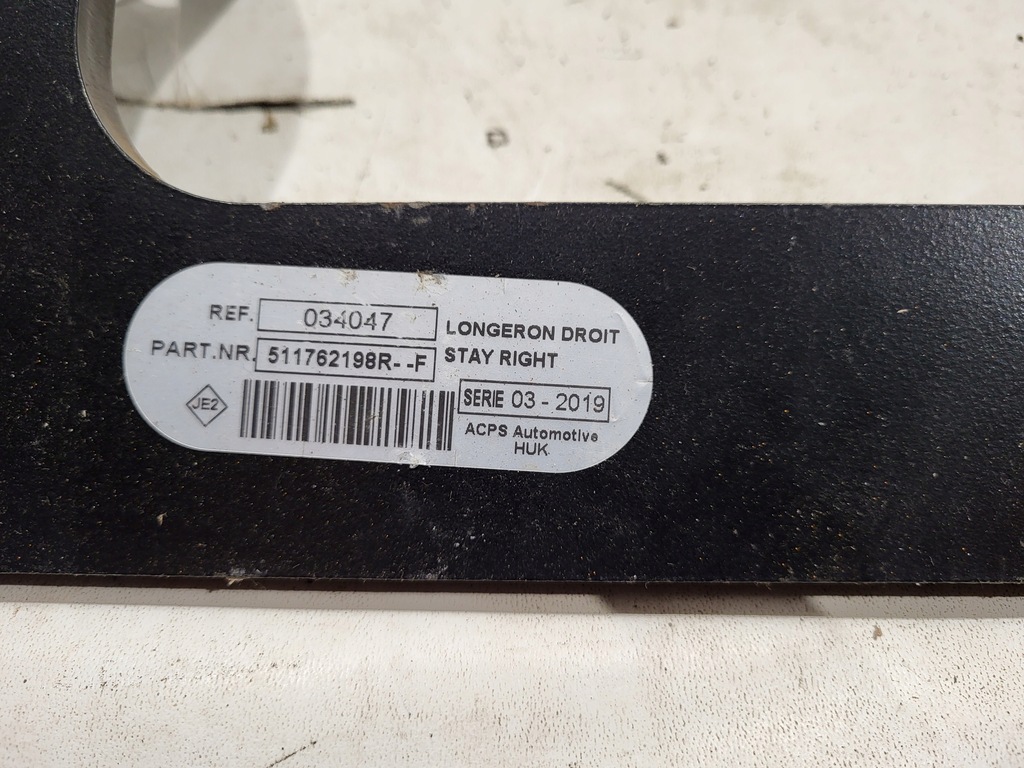 REF. 034047
PART.NR. 511762198R--F
LONGERON DROIT
STAY RIGHT
JE2
SERIE 03-2019
ACPS Automotive
HUK